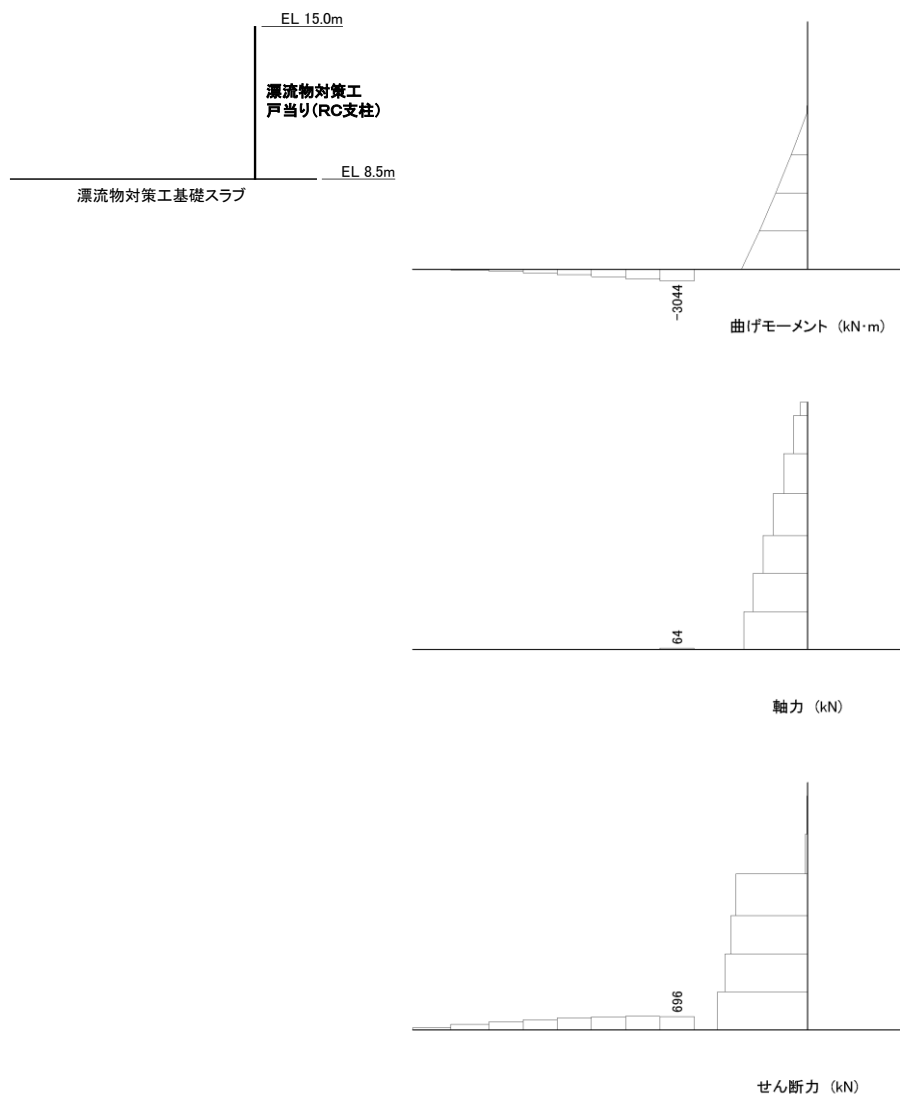 EL 15.0m
漂流物対策工
戸当り(RC支柱)
EL 8.5m
漂流物対策工基礎スラブ
-3044
曲げモーメント (kN·m)
64
軸力 (kN)
696
せん断力 (kN)